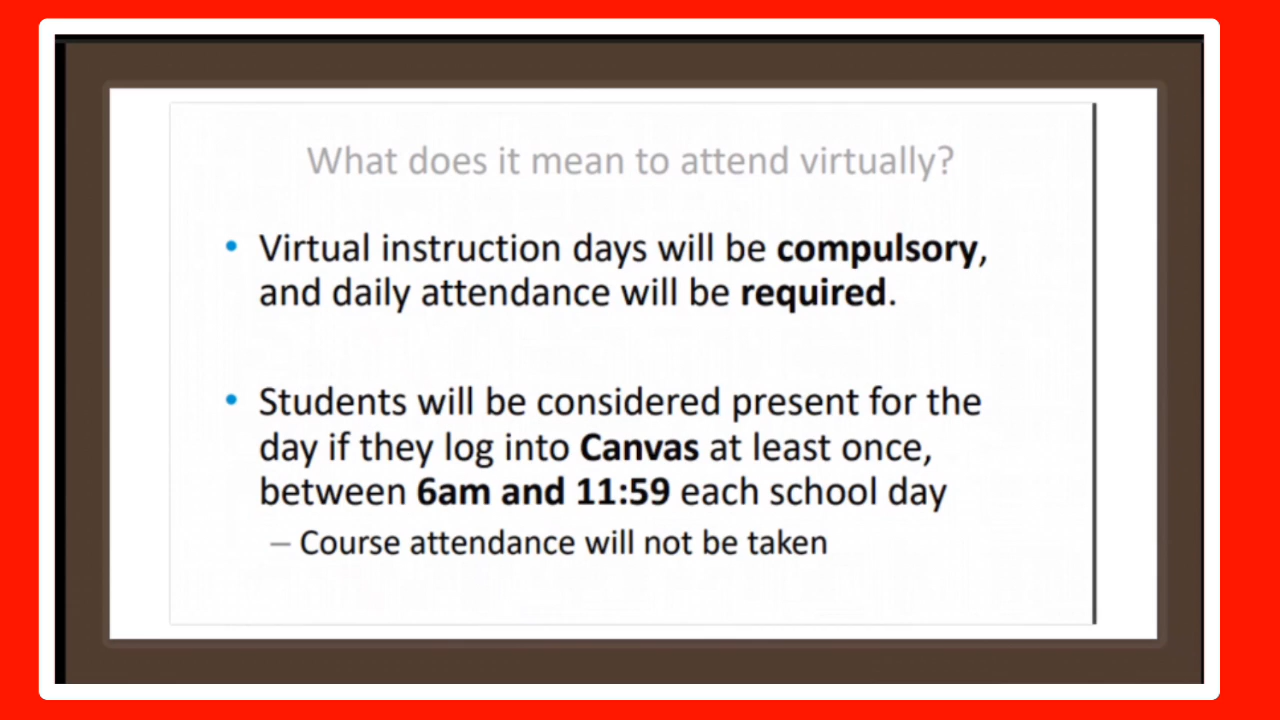 What does it mean to attend virtually?
• Virtual instruction days will be compulsory,
and daily attendance will be required.
• Students will be considered present for the
day if they log into Canvas at least once,
between 6am and 11:59 each school day
– Course attendance will not be taken